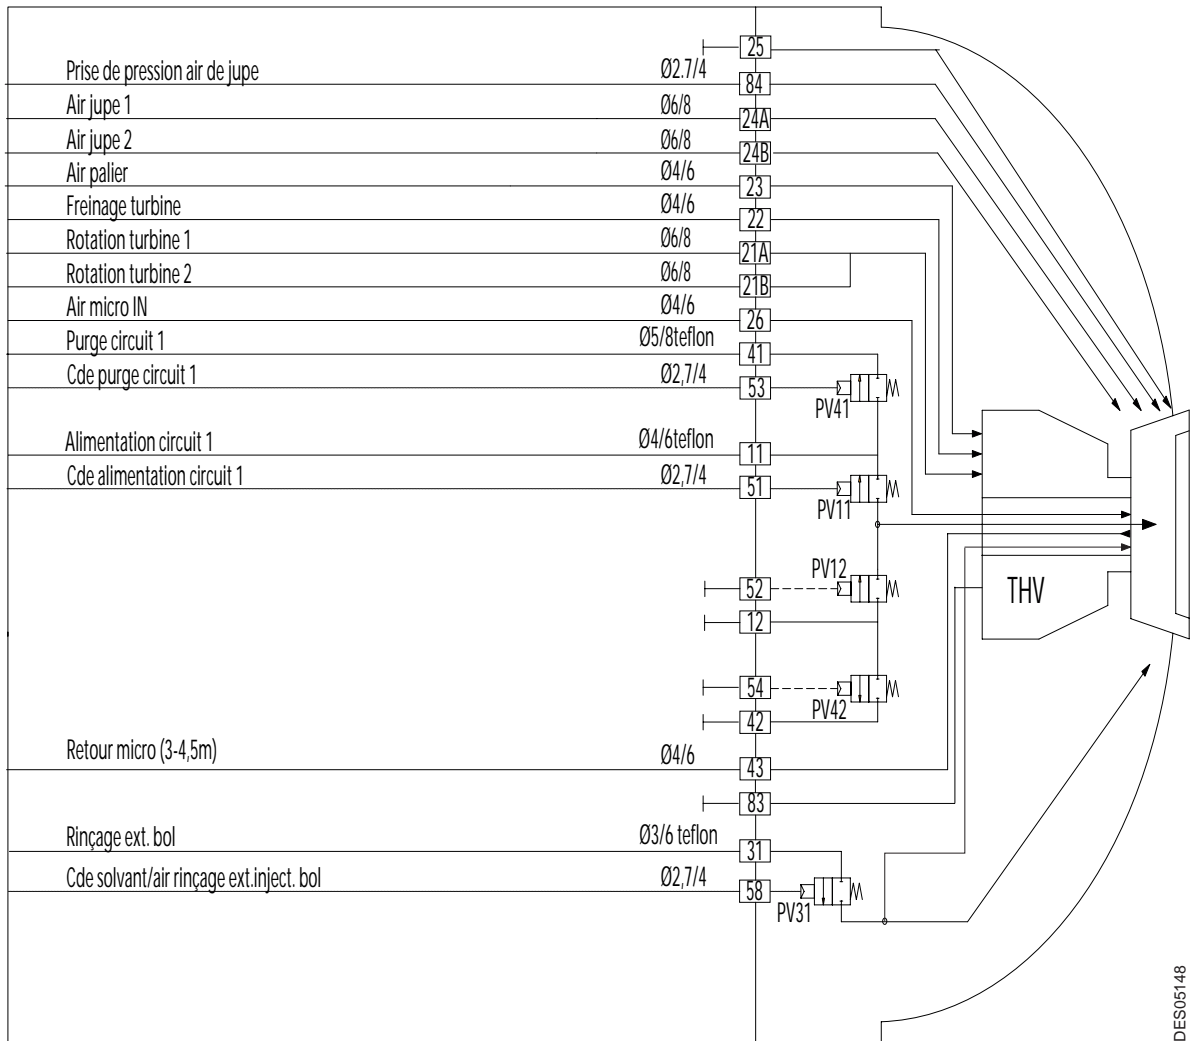 25
Prise de pression air de jupe Ø2.7/4 84
Air jupe 1 Ø6/8 24A
Air jupe 2 Ø6/8 24B
Air palier Ø4/6 23
Freinage turbine Ø4/6 22
Rotation turbine 1 Ø6/8 21A
Rotation turbine 2 Ø6/8 21B
Air micro IN Ø4/6 26
Purge circuit 1 Ø5/8teflon 41
Cde purge circuit 1 Ø2,7/4 53
PV41
Alimentation circuit 1 Ø4/6teflon 11
Cde alimentation circuit 1 Ø2,7/4 51
PV11
PV12
52
THV
12
54
PV42
42
Retour micro (3-4,5m) Ø4/6 43
83
Rinçage ext. bol Ø3/6 teflon 31
Cde solvant/air rinçage ext.inject. bol Ø2,7/4 58
PV31
DES05148